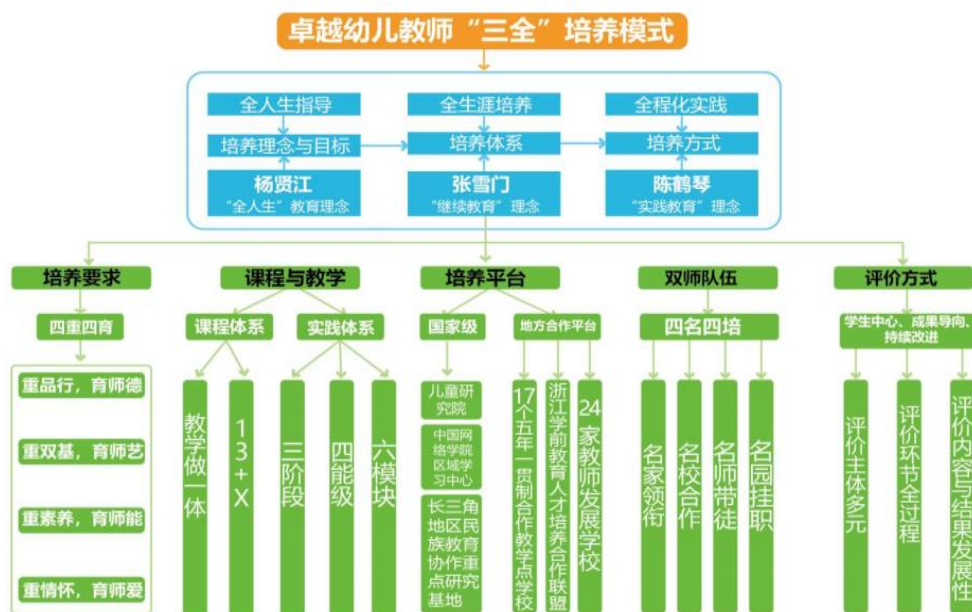 卓越幼儿教师“三全”培养模式
全人生指导
全生涯培养
全程化实践
培养理念与目标
培养体系
培养方式
杨贤江
“全人生”教育理念
张雪门
“继续教育”理念
陈鹤琴
“实践教育”理念
培养要求
课程与教学
培养平台
双师队伍
评价方式
四重四育
课程体系
实践体系
国家级
地方合作平台
四名四培
学生中心、成果导向、
持续改进
重品行，育师德
重双基，育师艺
重素养，育师能
重情怀，育师爱
教学做一体
13+X
三阶段
四能级
六模块
儿童研
究院
中国网
络学院
区域学
习中心
长三角
地区民
族教育
协作重
点研究
基地
17个五年一贯制合作教学点学校
浙江学前教育人才培养合作联盟
24家教师发展学校
名家领衔
名校合作
名师带徒
名园挂职
评价主体多元
评价环节全过程
评价内容与结果发展性